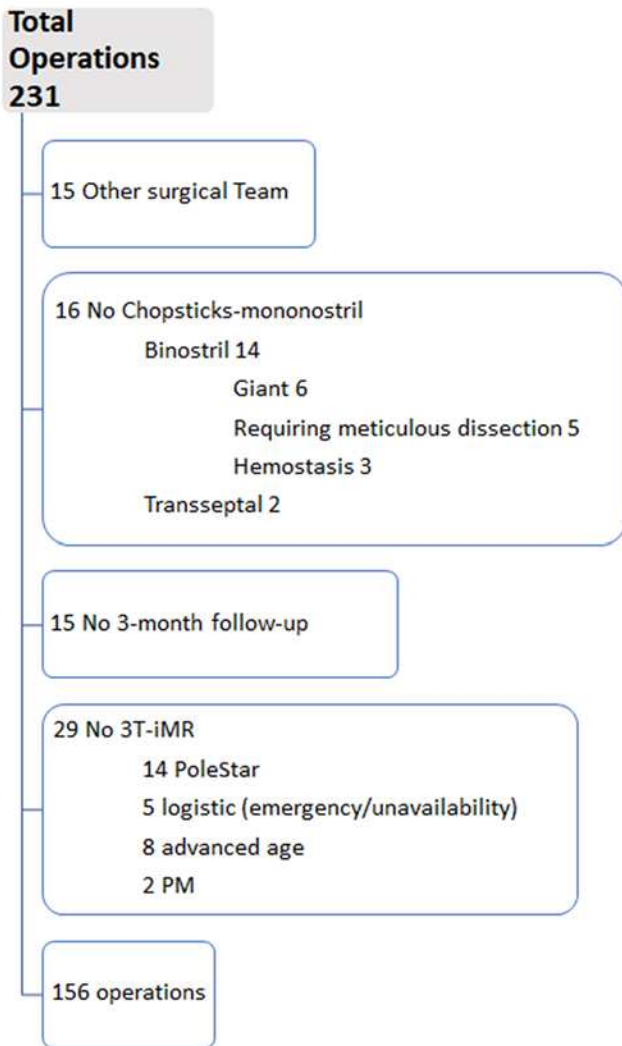 Total
Operations
231
15 Other surgical Team
16 No Chopsticks-mononostril
Binostril 14
Giant 6
Requiring meticulous dissection 5
Hemostasis 3
Transseptal 2
15 No 3-month follow-up
29 No 3T-iMR
14 PoleStar
5 logistic (emergency/unavailability)
8 advanced age
2 PM
156 operations